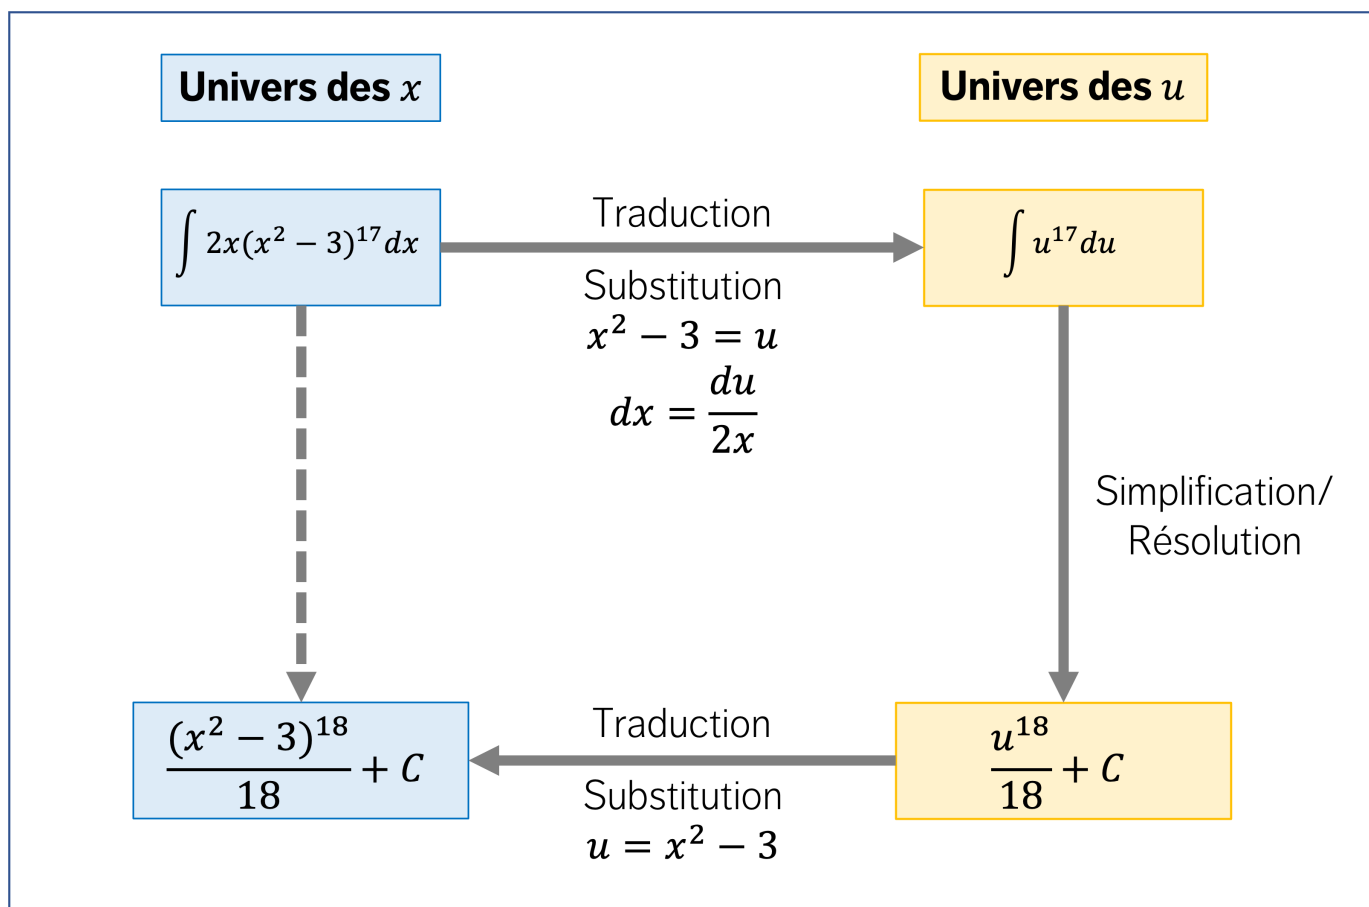 Univers des x
Univers des u
∫ 2x(x² − 3)¹⁷dx
Traduction
Substitution
x² − 3 = u
dx = du/2x
∫ u¹⁷du
Simplification/
Résolution
(x² − 3)¹⁸/18 + C
Traduction
Substitution
u = x² − 3
u¹⁸/18 + C